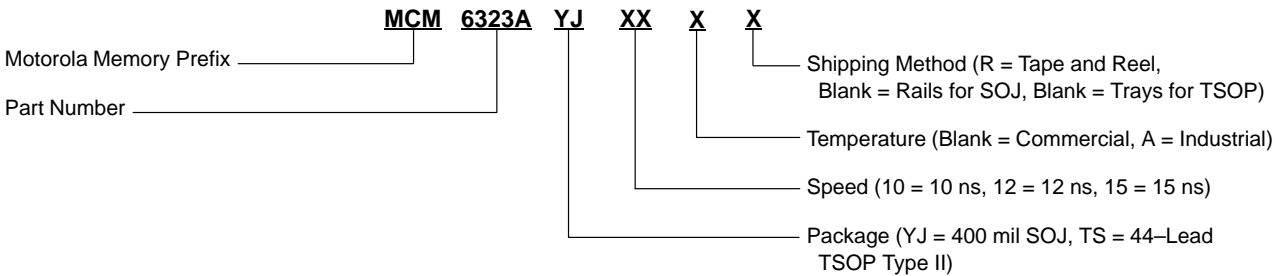 MCM 6323A YJ XX X X
Motorola Memory Prefix
Part Number
Shipping Method (R = Tape and Reel,
Blank = Rails for SOJ, Blank = Trays for TSOP)
Temperature (Blank = Commercial, A = Industrial)
Speed (10 = 10 ns, 12 = 12 ns, 15 = 15 ns)
Package (YJ = 400 mil SOJ, TS = 44–Lead
TSOP Type II)